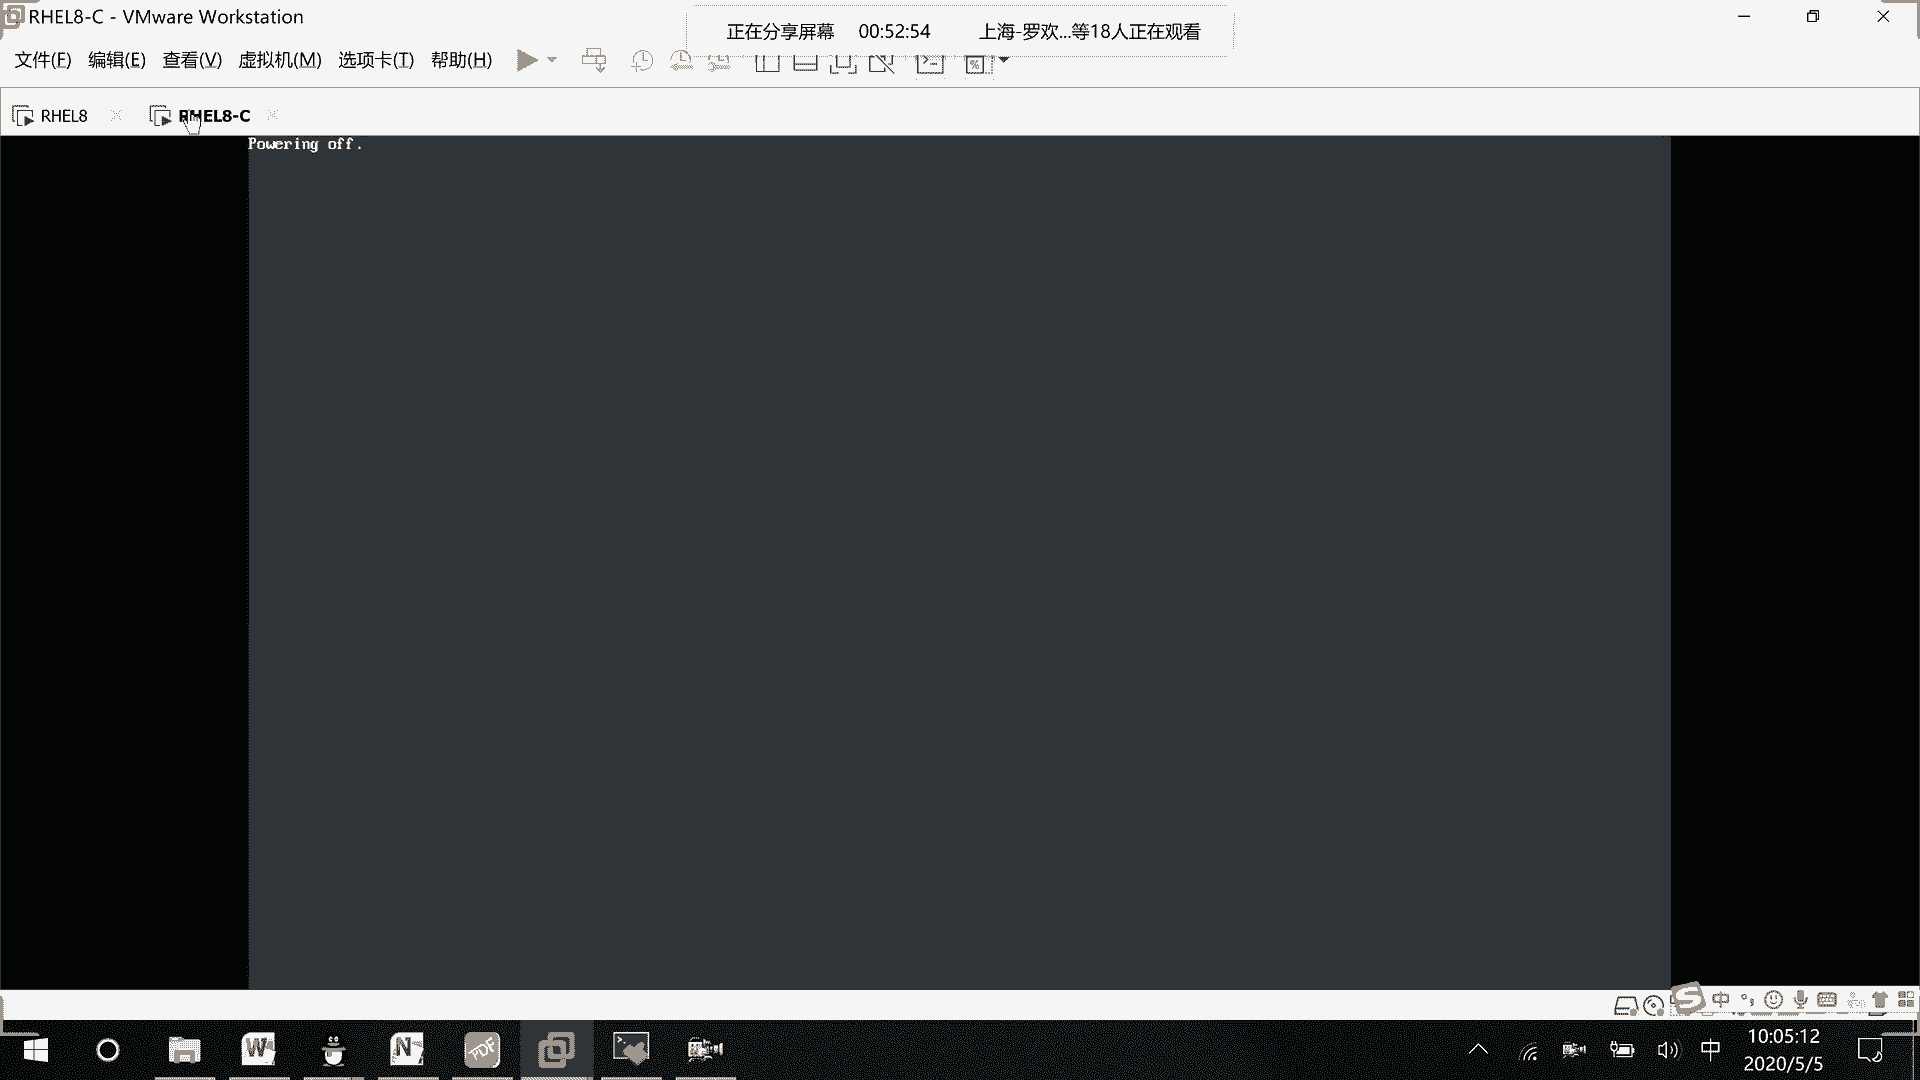 RHEL8-C - VMware Workstation
正在分享屏幕 00:52:54 上海-罗欢...等18人正在观看
文件(F) 编辑(E) 查看(V) 虚拟机(M) 选项卡(T) 帮助(H)
RHEL8
RHEL8-C
Powering off.
中
中
10:05:12
2020/5/5